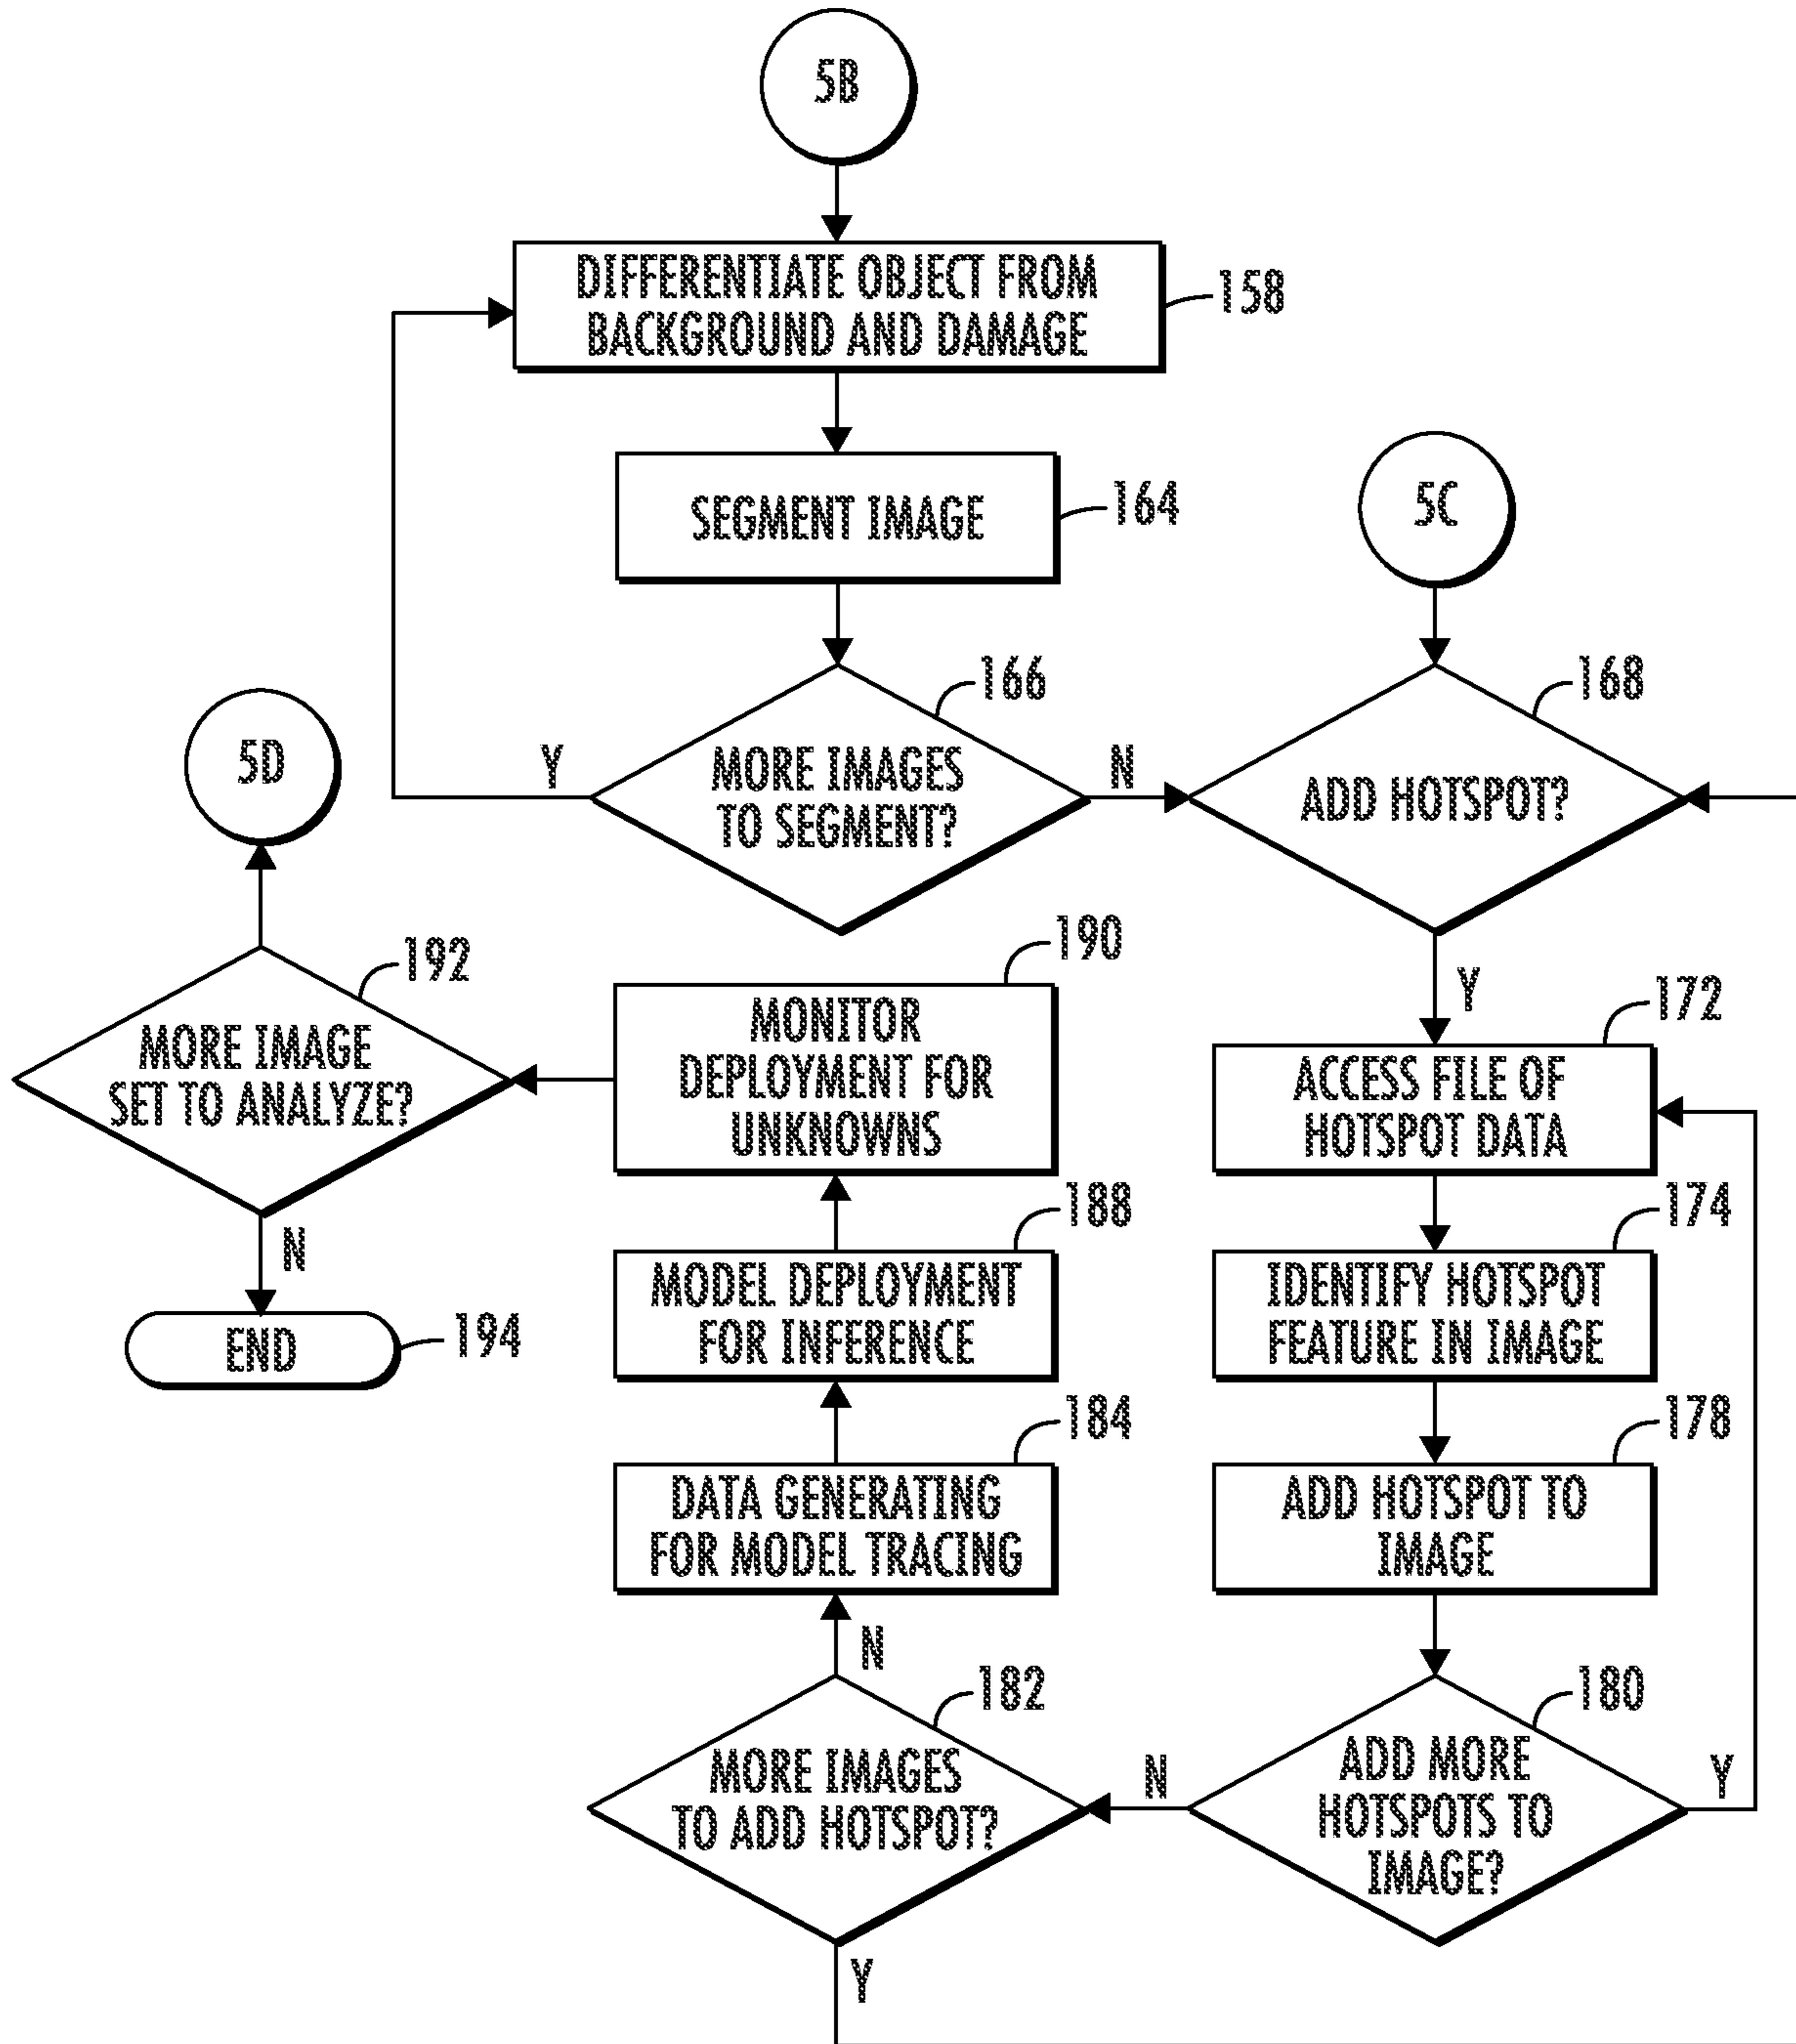 5B
DIFFERENTIATE OBJECT FROM
BACKGROUND AND DAMAGE
158
SEGMENT IMAGE
164
5C
166
MORE IMAGES
TO SEGMENT?
Y
N
168
ADD HOTSPOT?
Y
5D
192
MORE IMAGE
SET TO ANALYZE?
N
END
194
190
MONITOR
DEPLOYMENT FOR
UNKNOWNS
188
MODEL DEPLOYMENT
FOR INFERENCE
184
DATA GENERATING
FOR MODEL TRACING
N
172
ACCESS FILE OF
HOTSPOT DATA
174
IDENTIFY HOTSPOT
FEATURE IN IMAGE
178
ADD HOTSPOT TO
IMAGE
182
MORE IMAGES
TO ADD HOTSPOT?
Y
N
180
ADD MORE
HOTSPOTS TO
IMAGE?
Y